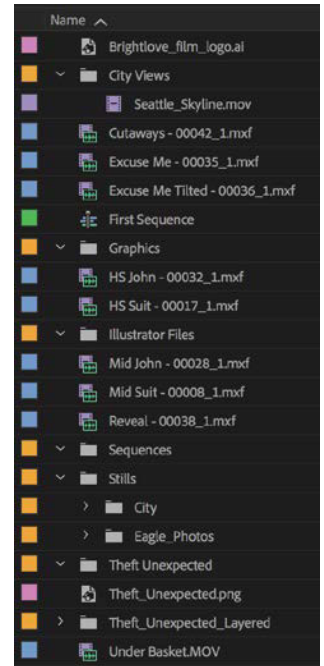 Name
Brightlove_film_logo.ai
City Views
Seattle_Skyline.mov
Cutaways - 00042_1.mxf
Excuse Me - 00035_1.mxf
Excuse Me Tilted - 00036_1.mxf
First Sequence
Graphics
HS John - 00032_1.mxf
HS Suit - 00017_1.mxf
Illustrator Files
Mid John - 00028_1.mxf
Mid Suit - 00008_1.mxf
Reveal - 00038_1.mxf
Sequences
Stills
City
Eagle_Photos
Theft Unexpected
Theft_Unexpected.png
Theft_Unexpected_Layered
Under Basket.MOV